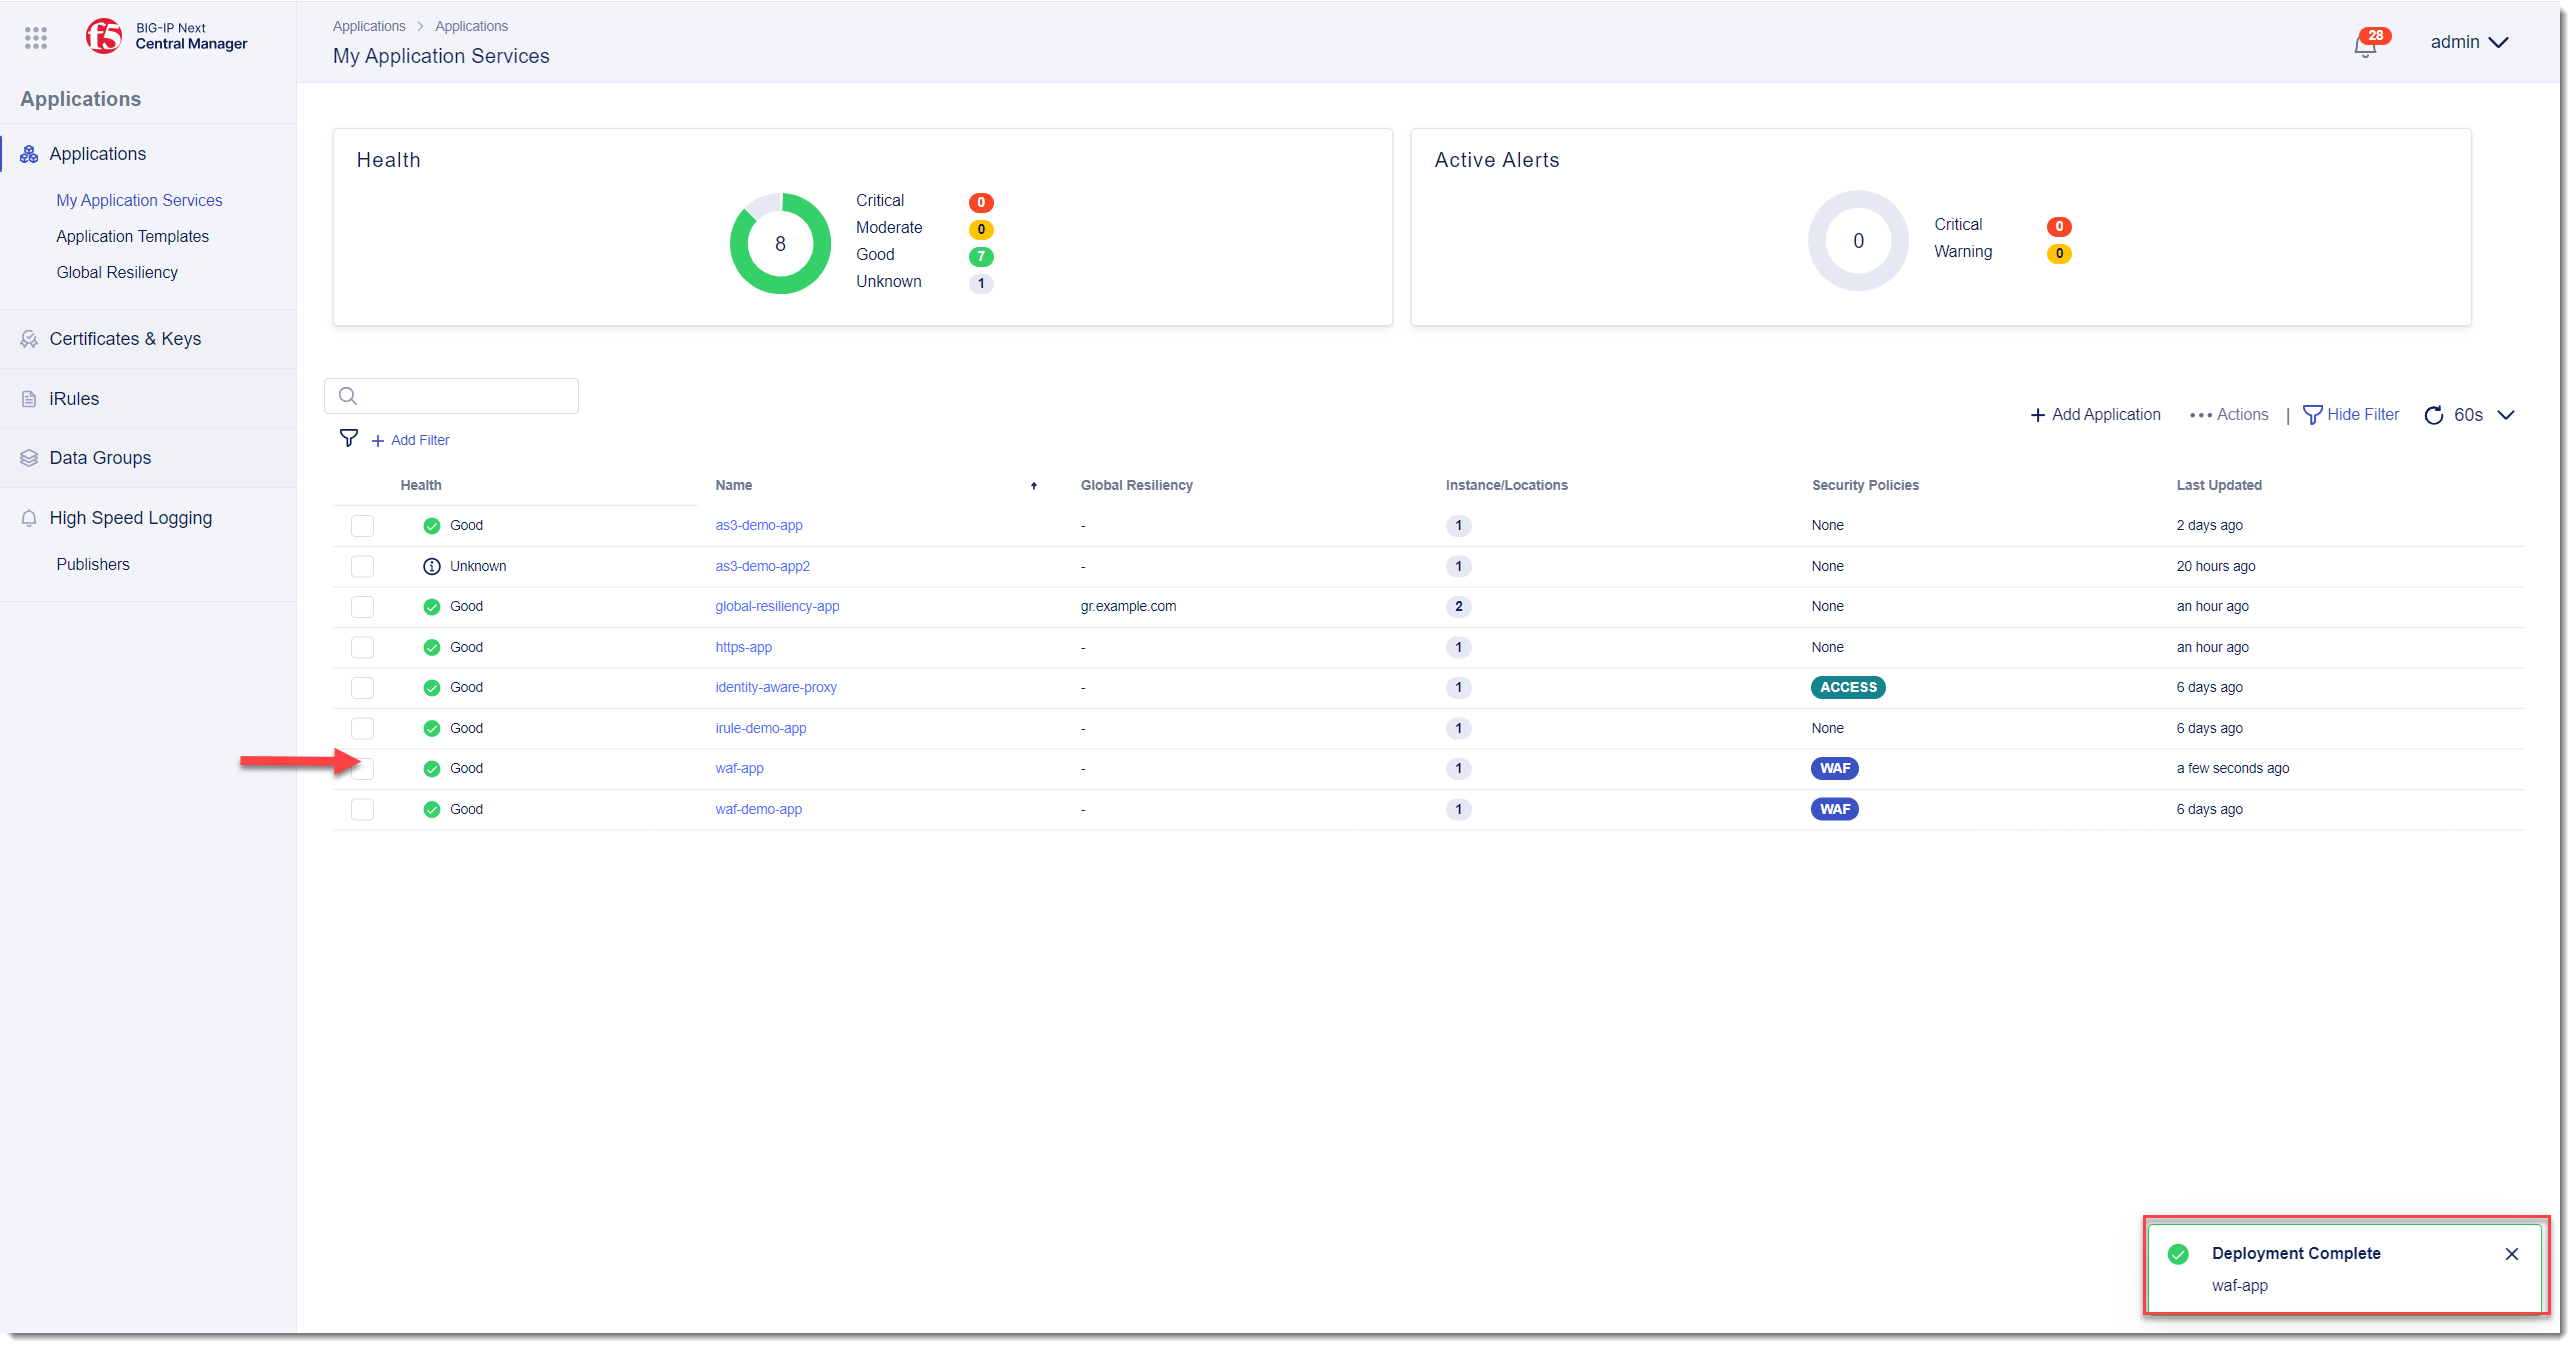 BIG-IP Next
Central Manager
Applications
Applications
My Application Services
Application Templates
Global Resiliency
Certificates & Keys
iRules
Data Groups
High Speed Logging
Publishers
Applications > Applications
My Application Services
28
admin
Health
8
Critical 0
Moderate 0
Good 7
Unknown 1
Active Alerts
0
Critical 0
Warning 0
+ Add Filter
+ Add Application ••• Actions | Hide Filter 60s
Health Name Global Resiliency Instance/Locations Security Policies Last Updated
Good as3-demo-app - 1 None 2 days ago
Unknown as3-demo-app2 - 1 None 20 hours ago
Good global-resiliency-app gr.example.com 2 None an hour ago
Good https-app - 1 None an hour ago
Good identity-aware-proxy - 1 ACCESS 6 days ago
Good irule-demo-app - 1 None 6 days ago
Good waf-app - 1 WAF a few seconds ago
Good waf-demo-app - 1 WAF 6 days ago
Deployment Complete
waf-app